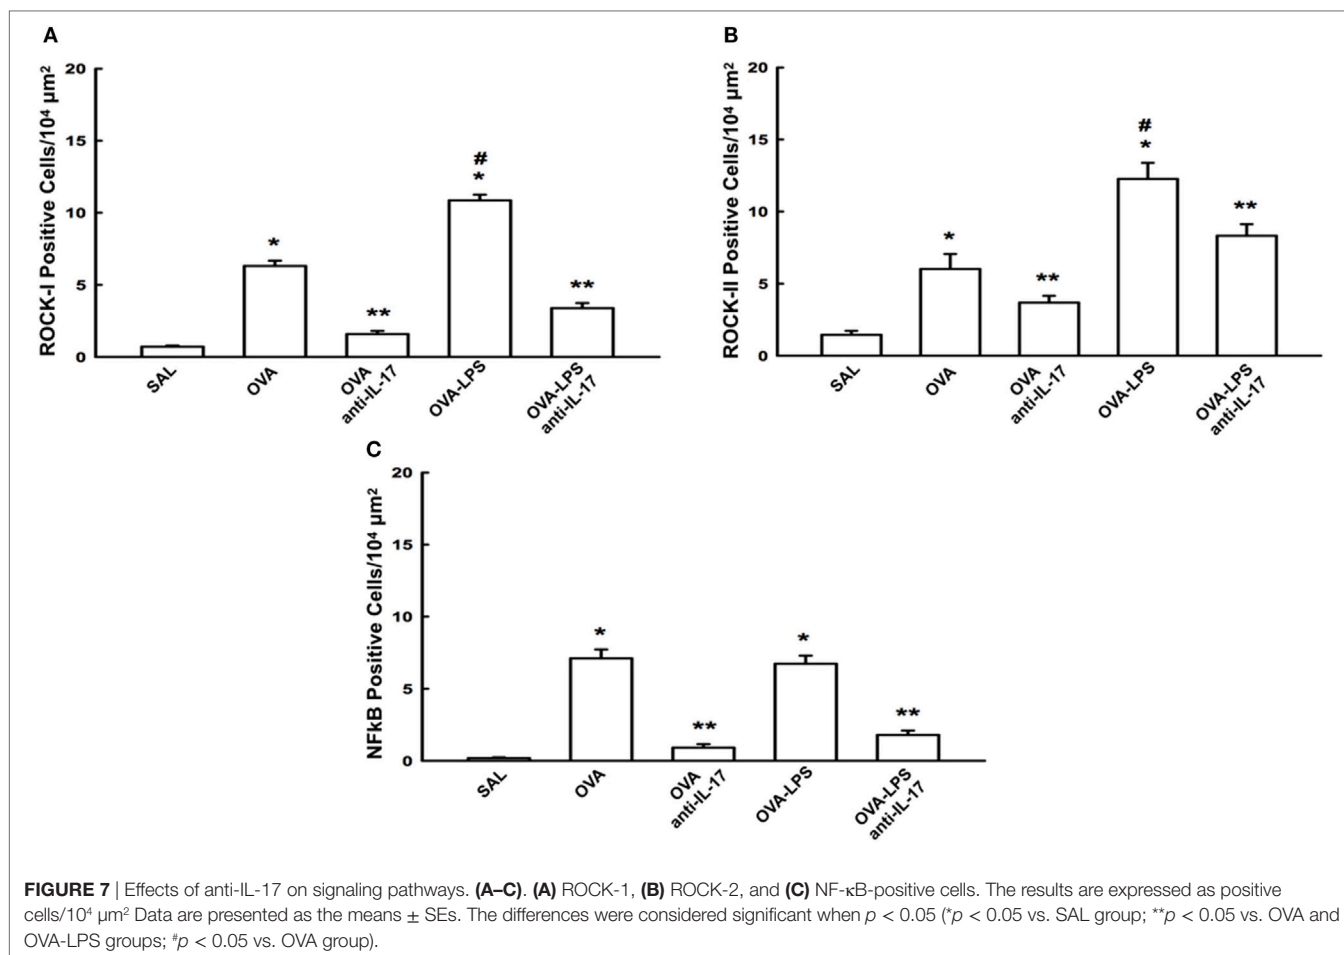 A
ROCK-I Positive Cells/10⁴ µm²
20
15
10
5
0
*
**
#
*
**
SAL
OVA
OVA
anti-IL-17
OVA-LPS
OVA-LPS
anti-IL-17
B
ROCK-II Positive Cells/10⁴ µm²
20
15
10
5
0
*
**
#
*
**
SAL
OVA
OVA
anti-IL-17
OVA-LPS
OVA-LPS
anti-IL-17
C
NFkB Positive Cells/10⁴ µm²
20
15
10
5
0
*
**
*
**
SAL
OVA
OVA
anti-IL-17
OVA-LPS
OVA-LPS
anti-IL-17
FIGURE 7 | Effects of anti-IL-17 on signaling pathways. (A–C). (A) ROCK-1, (B) ROCK-2, and (C) NF-κB-positive cells. The results are expressed as positive
cells/10⁴ µm² Data are presented as the means ± SEs. The differences were considered significant when p < 0.05 (*p < 0.05 vs. SAL group; **p < 0.05 vs. OVA and
OVA-LPS groups; #p < 0.05 vs. OVA group).